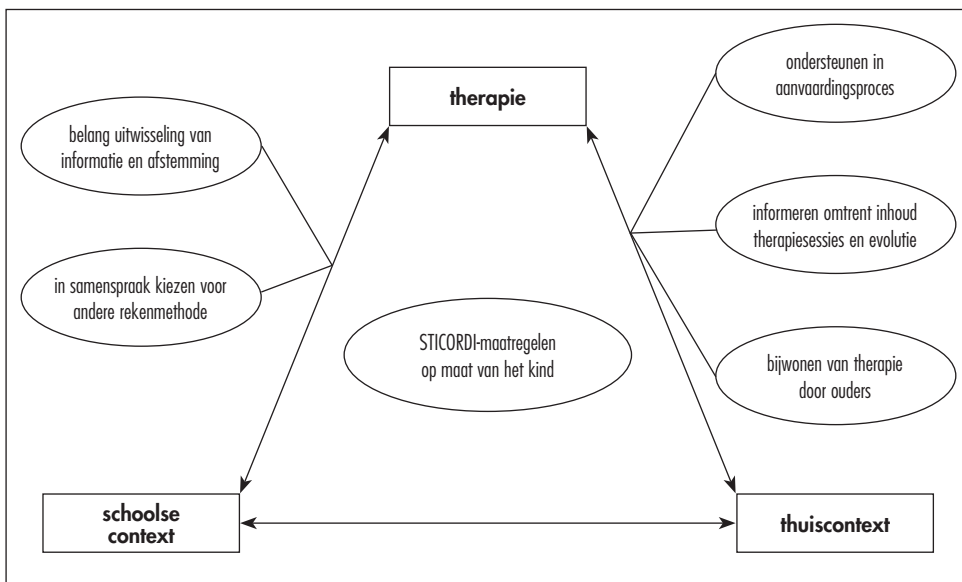 therapie
ondersteunen in
aanvaardingsproces
belang uitwisseling van
informatie en afstemming
informeren omtrent inhoud
therapiesessies en evolutie
in samenspraak kiezen voor
andere rekenmethode
STICORDI-maatregelen
op maat van het kind
bijwonen van therapie
door ouders
schoolse
context
thuiscontext